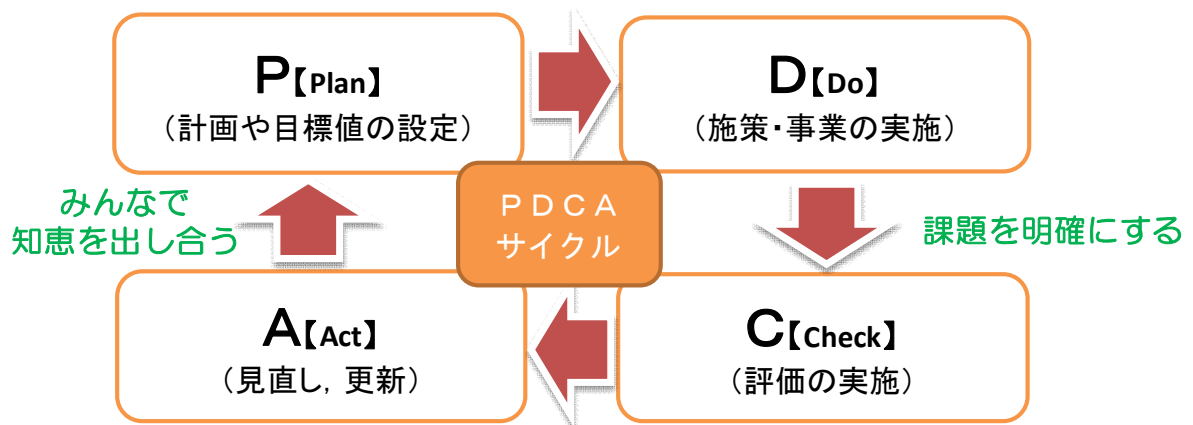 P【Plan】
（計画や目標値の設定）
D【Do】
（施策・事業の実施）
みんなで
知恵を出し合う
PDCA
サイクル
課題を明確にする
A【Act】
（見直し，更新）
C【Check】
（評価の実施）